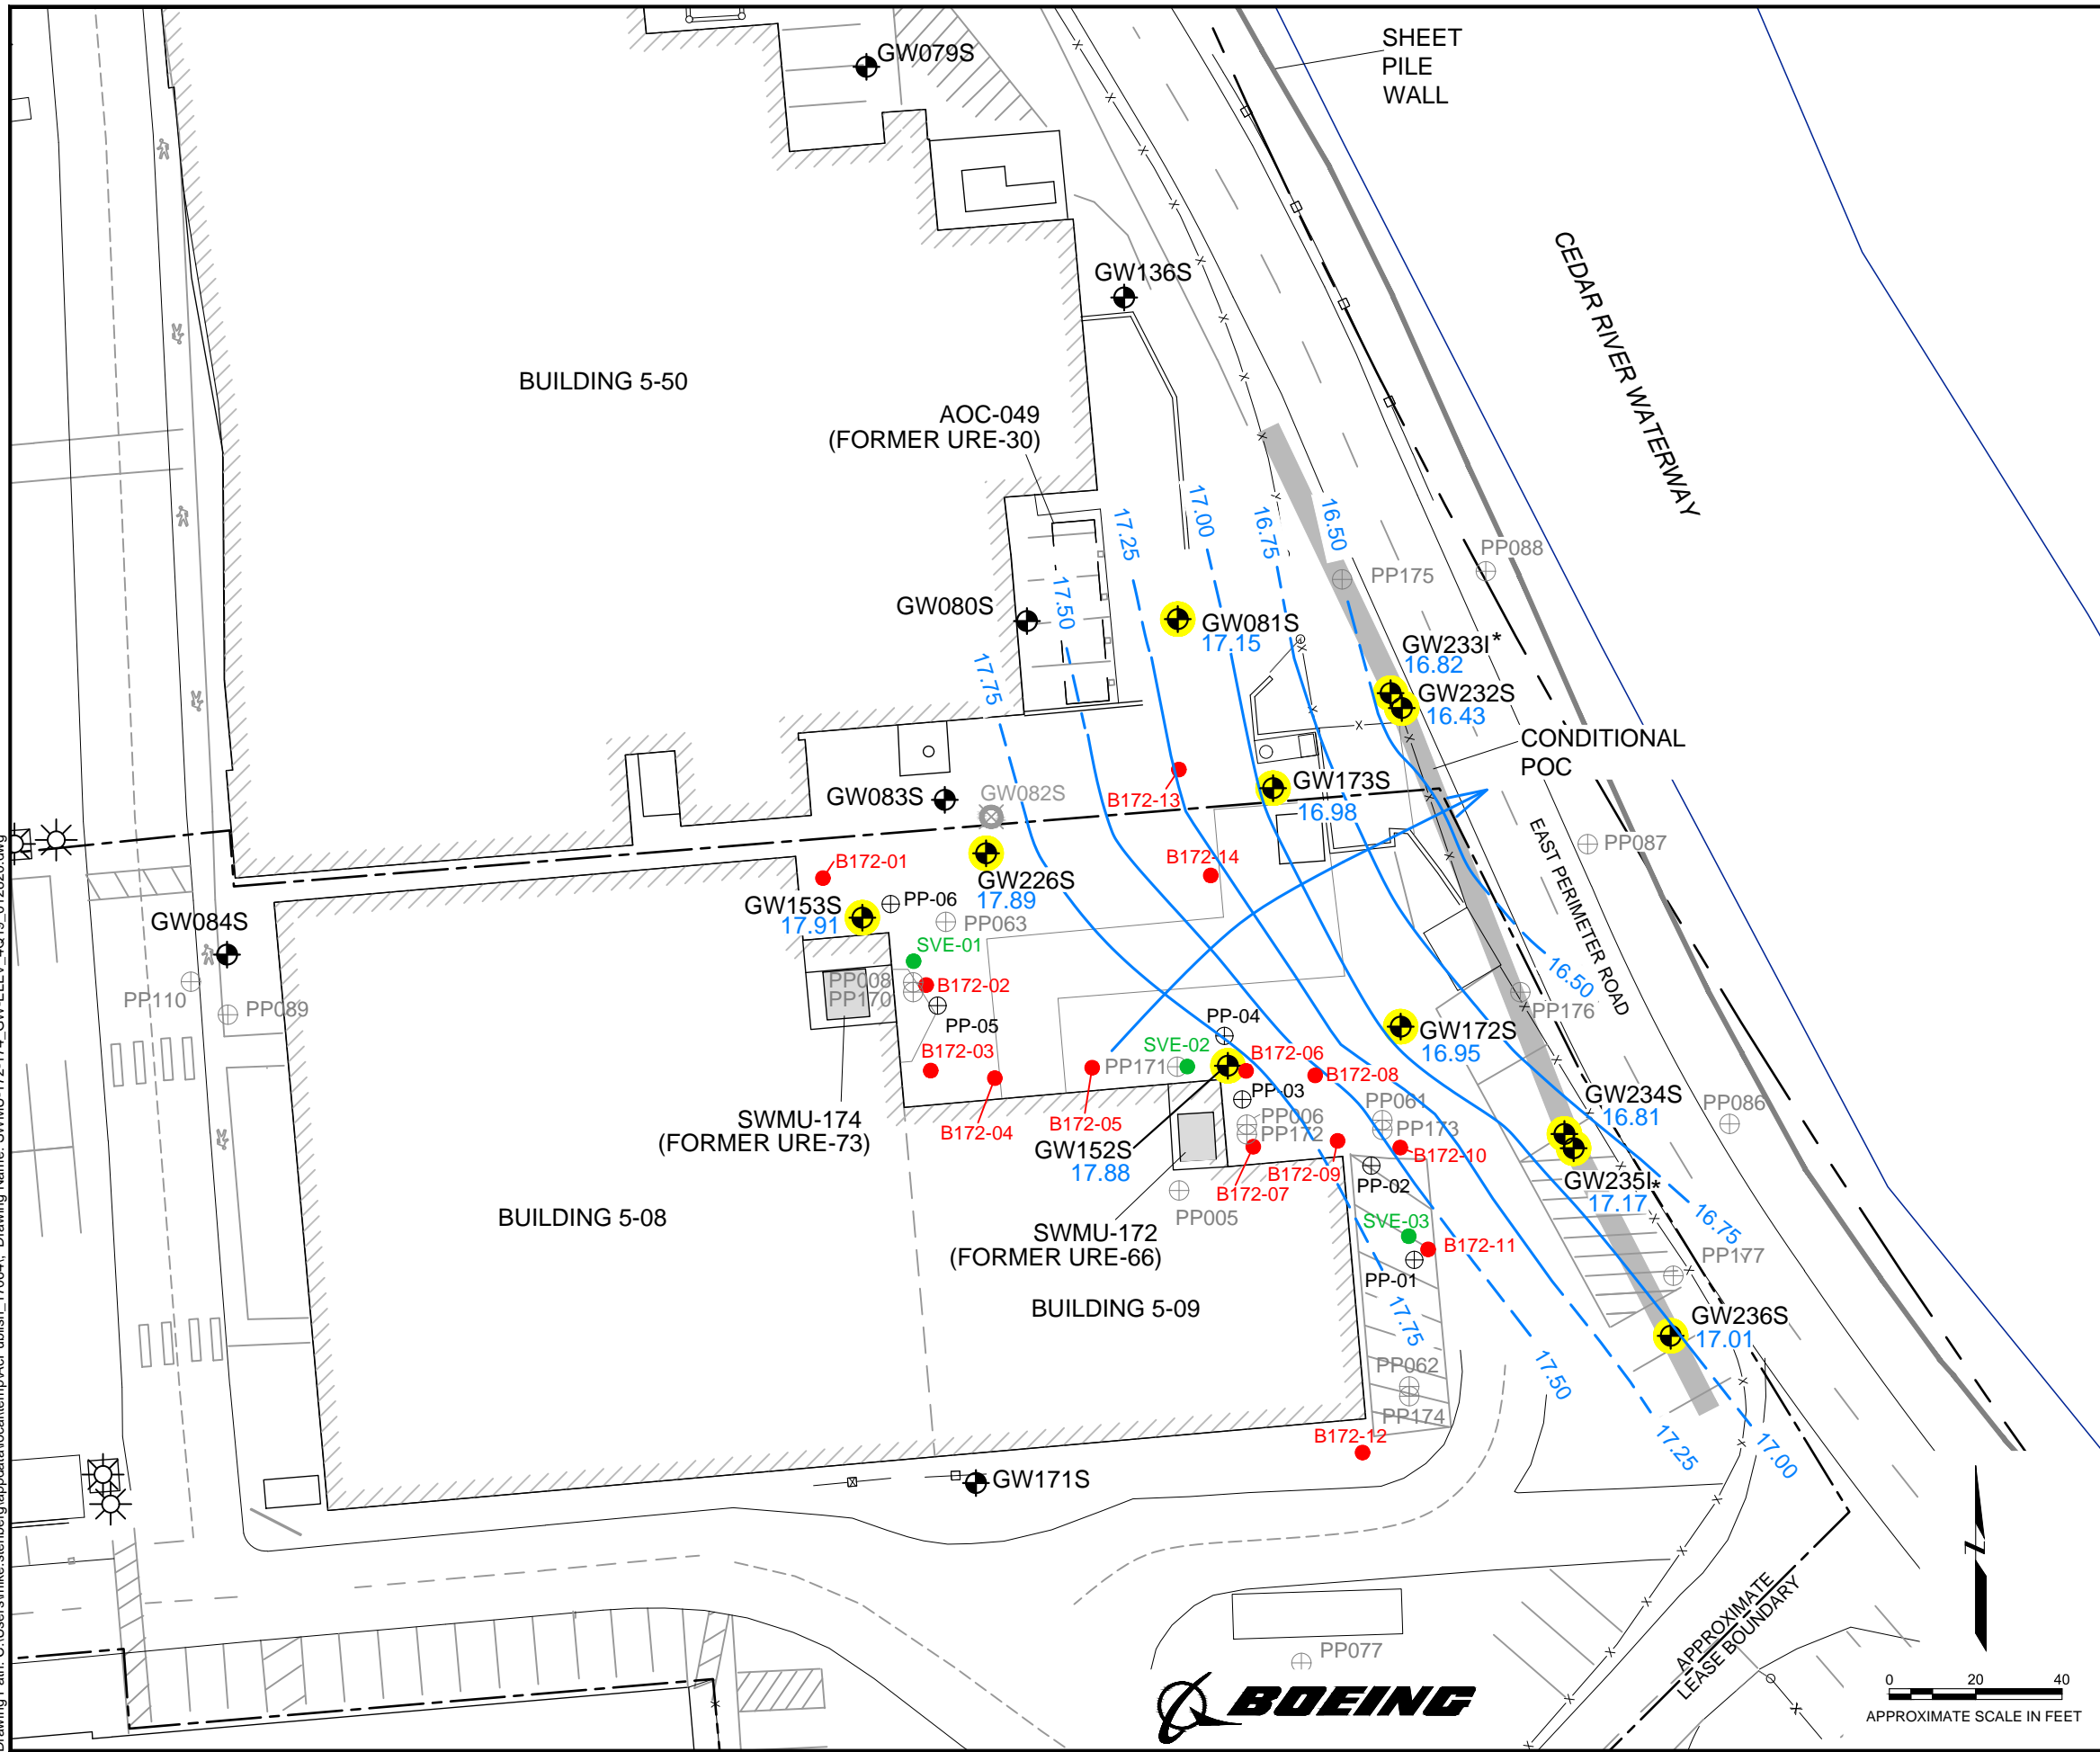 SHEET
PILE
WALL
GW079S
CEDAR RIVER WATERWAY
GW136S
BUILDING 5-50
AOC-049
(FORMER URE-30)
17.00
17.25
16.75
16.50
17.50
17.75
PP088
PP175
GW080S
GW081S
17.15
GW233I*
16.82
GW232S
16.43
CONDITIONAL
POC
GW083S
GW082S
B172-13
GW173S
16.98
EAST PERIMETER ROAD
PP087
B172-01
B172-14
GW226S
17.89
GW153S
17.91
PP-06
PP063
GW084S
SVE-01
PP008
PP170
B172-02
PP-05
PP110
PP089
16.50
PP176
PP-04
GW172S
16.95
B172-03
SVE-02
PP171
B172-06
B172-08
PP-03
PP006
PP172
PP061
PP173
GW234S
16.81
PP086
SWMU-174
(FORMER URE-73)
B172-04
B172-05
GW152S
17.88
B172-09
B172-10
B172-07
PP-02
GW235I*
17.17
PP005
BUILDING 5-08
SWMU-172
(FORMER URE-66)
SVE-03
B172-11
PP-01
16.75
PP177
BUILDING 5-09
17.75
GW236S
17.01
PP062
PP174
17.50
B172-12
17.25
17.00
GW171S
APPROXIMATE
LEASE BOUNDARY
PP077
BOEING
Z
0 20 40
APPROXIMATE SCALE IN FEET